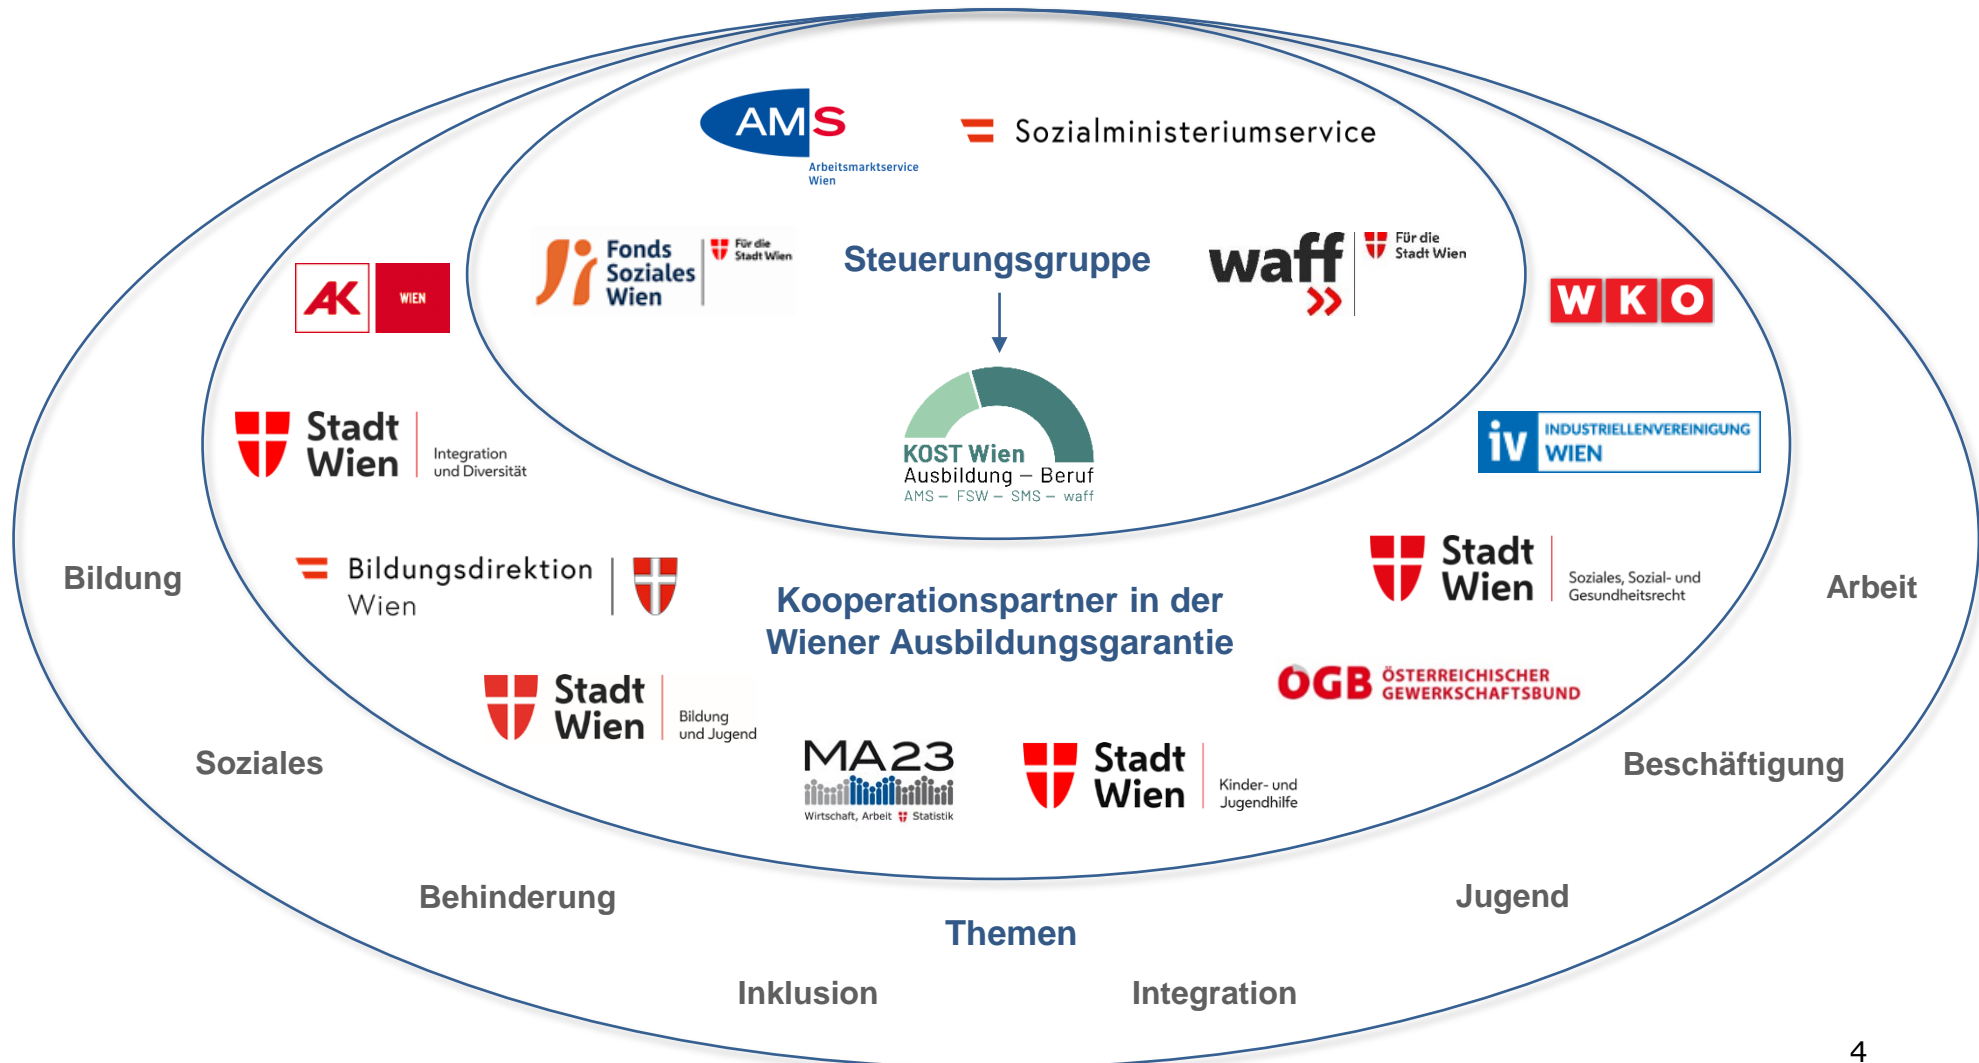 AMS
Arbeitsmarktservice
Wien
Sozialministeriumservice
Fonds
Soziales
Wien
Für die
Stadt Wien
Steuerungsgruppe
waff
Für die
Stadt Wien
AK
WIEN
WKO
KOST Wien
Ausbildung – Beruf
AMS – FSW – SMS – waff
Stadt
Wien
Integration
und Diversität
iv
INDUSTRIELLENVEREINIGUNG
WIEN
Bildung
Bildungsdirektion
Wien
Kooperationspartner in der
Wiener Ausbildungsgarantie
Stadt
Wien
Soziales, Sozial- und
Gesundheitsrecht
Arbeit
Stadt
Wien
Bildung
und Jugend
ÖGB
ÖSTERREICHISCHER
GEWERKSCHAFTSBUND
Soziales
MA23
Wirtschaft, Arbeit Statistik
Stadt
Wien
Kinder- und
Jugendhilfe
Beschäftigung
Behinderung
Themen
Jugend
Inklusion
Integration
4